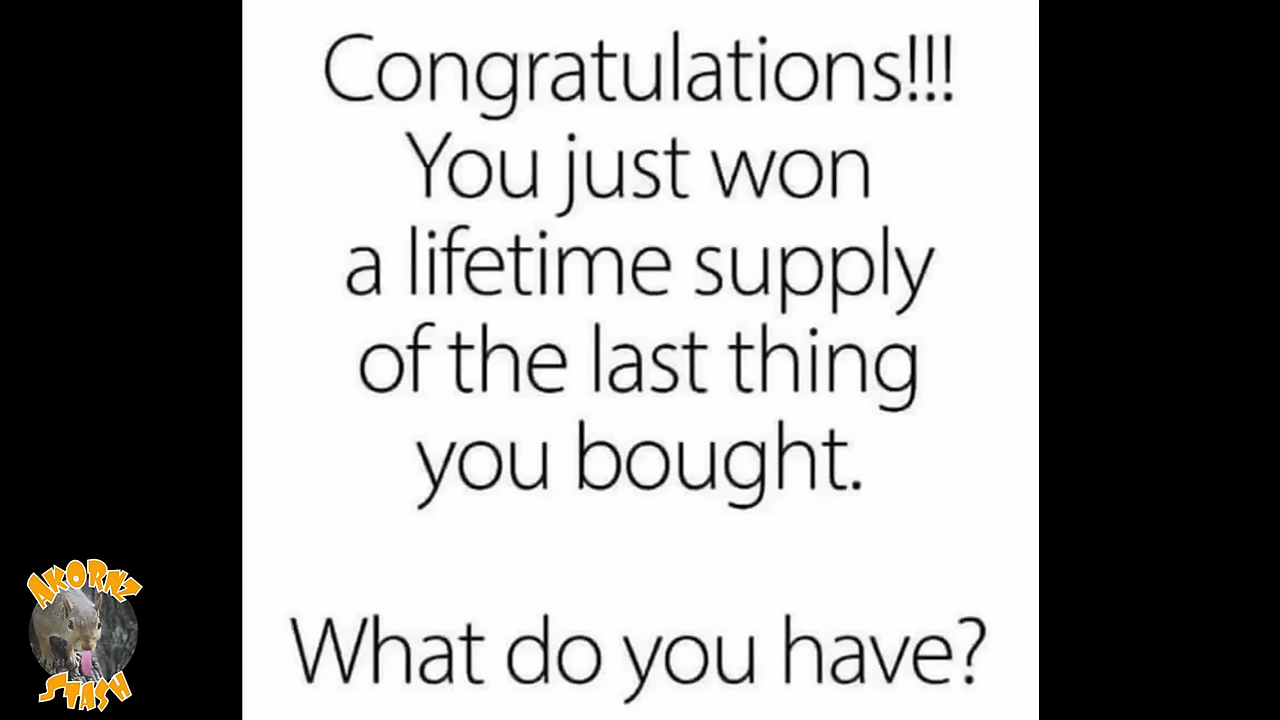 Congratulations!!!
You just won
a lifetime supply
of the last thing
you bought.
What do you have?
AKORNZ
STASH